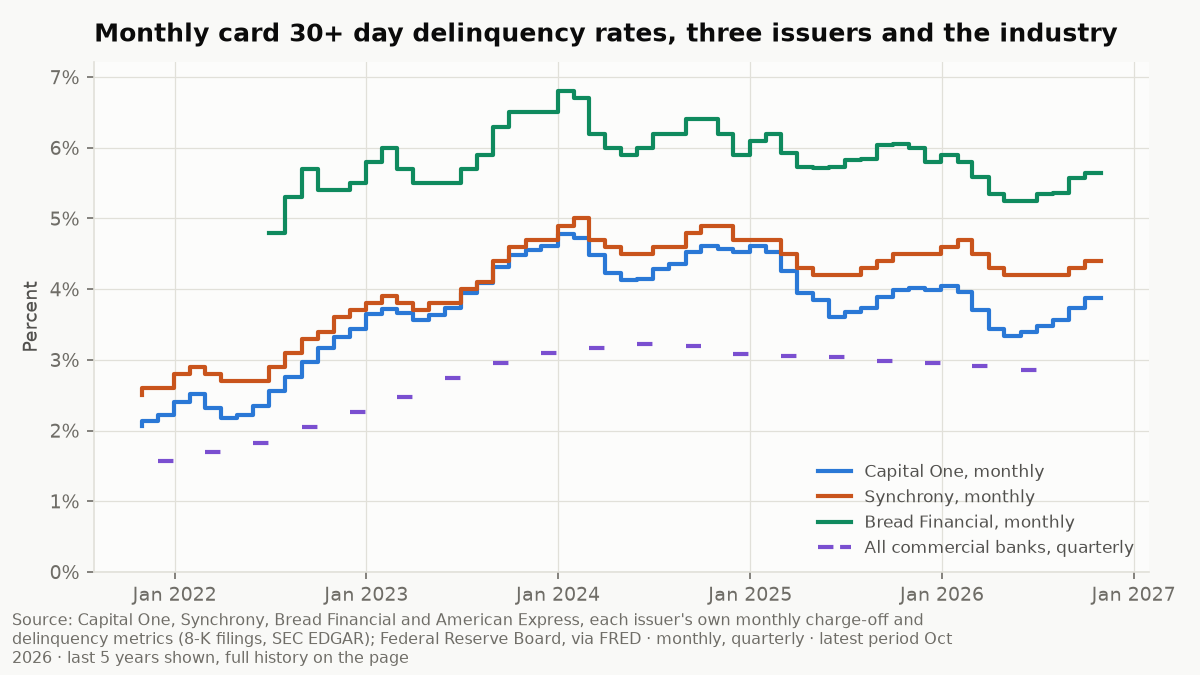 Monthly card 30+ day delinquency rates, three issuers and the industry
7%
6%
5%
4%
3%
2%
1%
0%
Percent
Jan 2022
Jan 2023
Jan 2024
Jan 2025
Jan 2026
Jan 2027
Capital One, monthly
Synchrony, monthly
Bread Financial, monthly
All commercial banks, quarterly
Source: Capital One, Synchrony, Bread Financial and American Express, each issuer's own monthly charge-off and
delinquency metrics (8-K filings, SEC EDGAR); Federal Reserve Board, via FRED · monthly, quarterly · latest period Oct
2026 · last 5 years shown, full history on the page